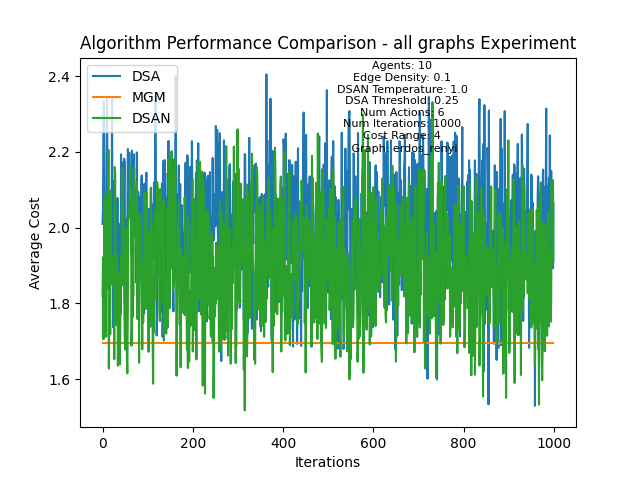 Algorithm Performance Comparison - all graphs Experiment
DSA
MGM
DSAN
Agents: 10
Edge Density: 0.1
DSAN Temperature: 1.0
DSA Threshold: 0.25
Num Actions: 6
Num Iterations: 1000
Cost Range: 4
Graph: erdos_renyi
Average Cost
2.4
2.2
2.0
1.8
1.6
0
200
400
600
800
1000
Iterations